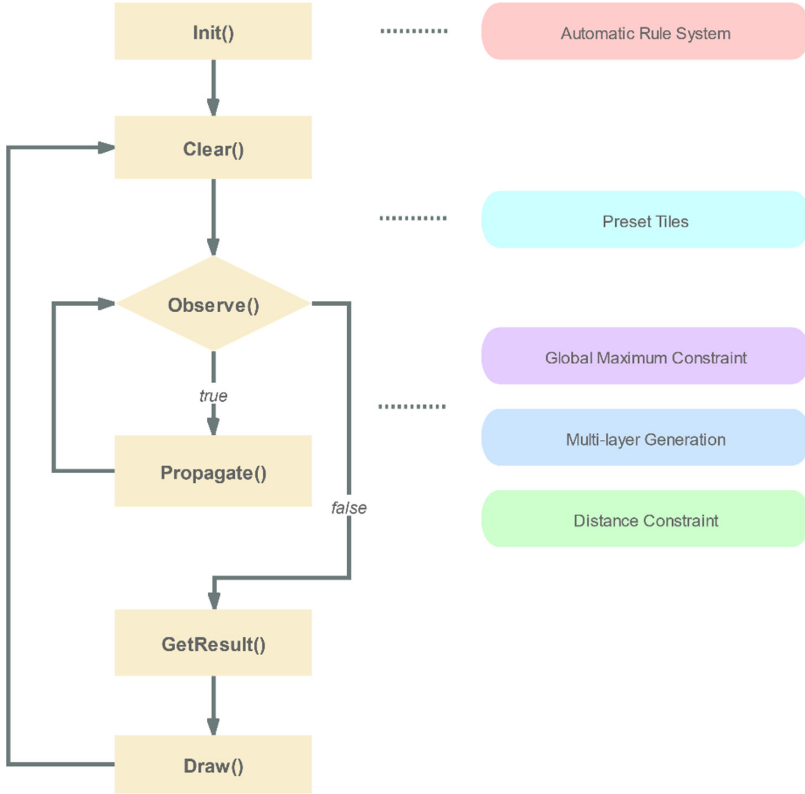 Init()
Automatic Rule System
Clear()
Preset Tiles
Observe()
Global Maximum Constraint
true
Multi-layer Generation
Propagate()
false
Distance Constraint
GetResult()
Draw()